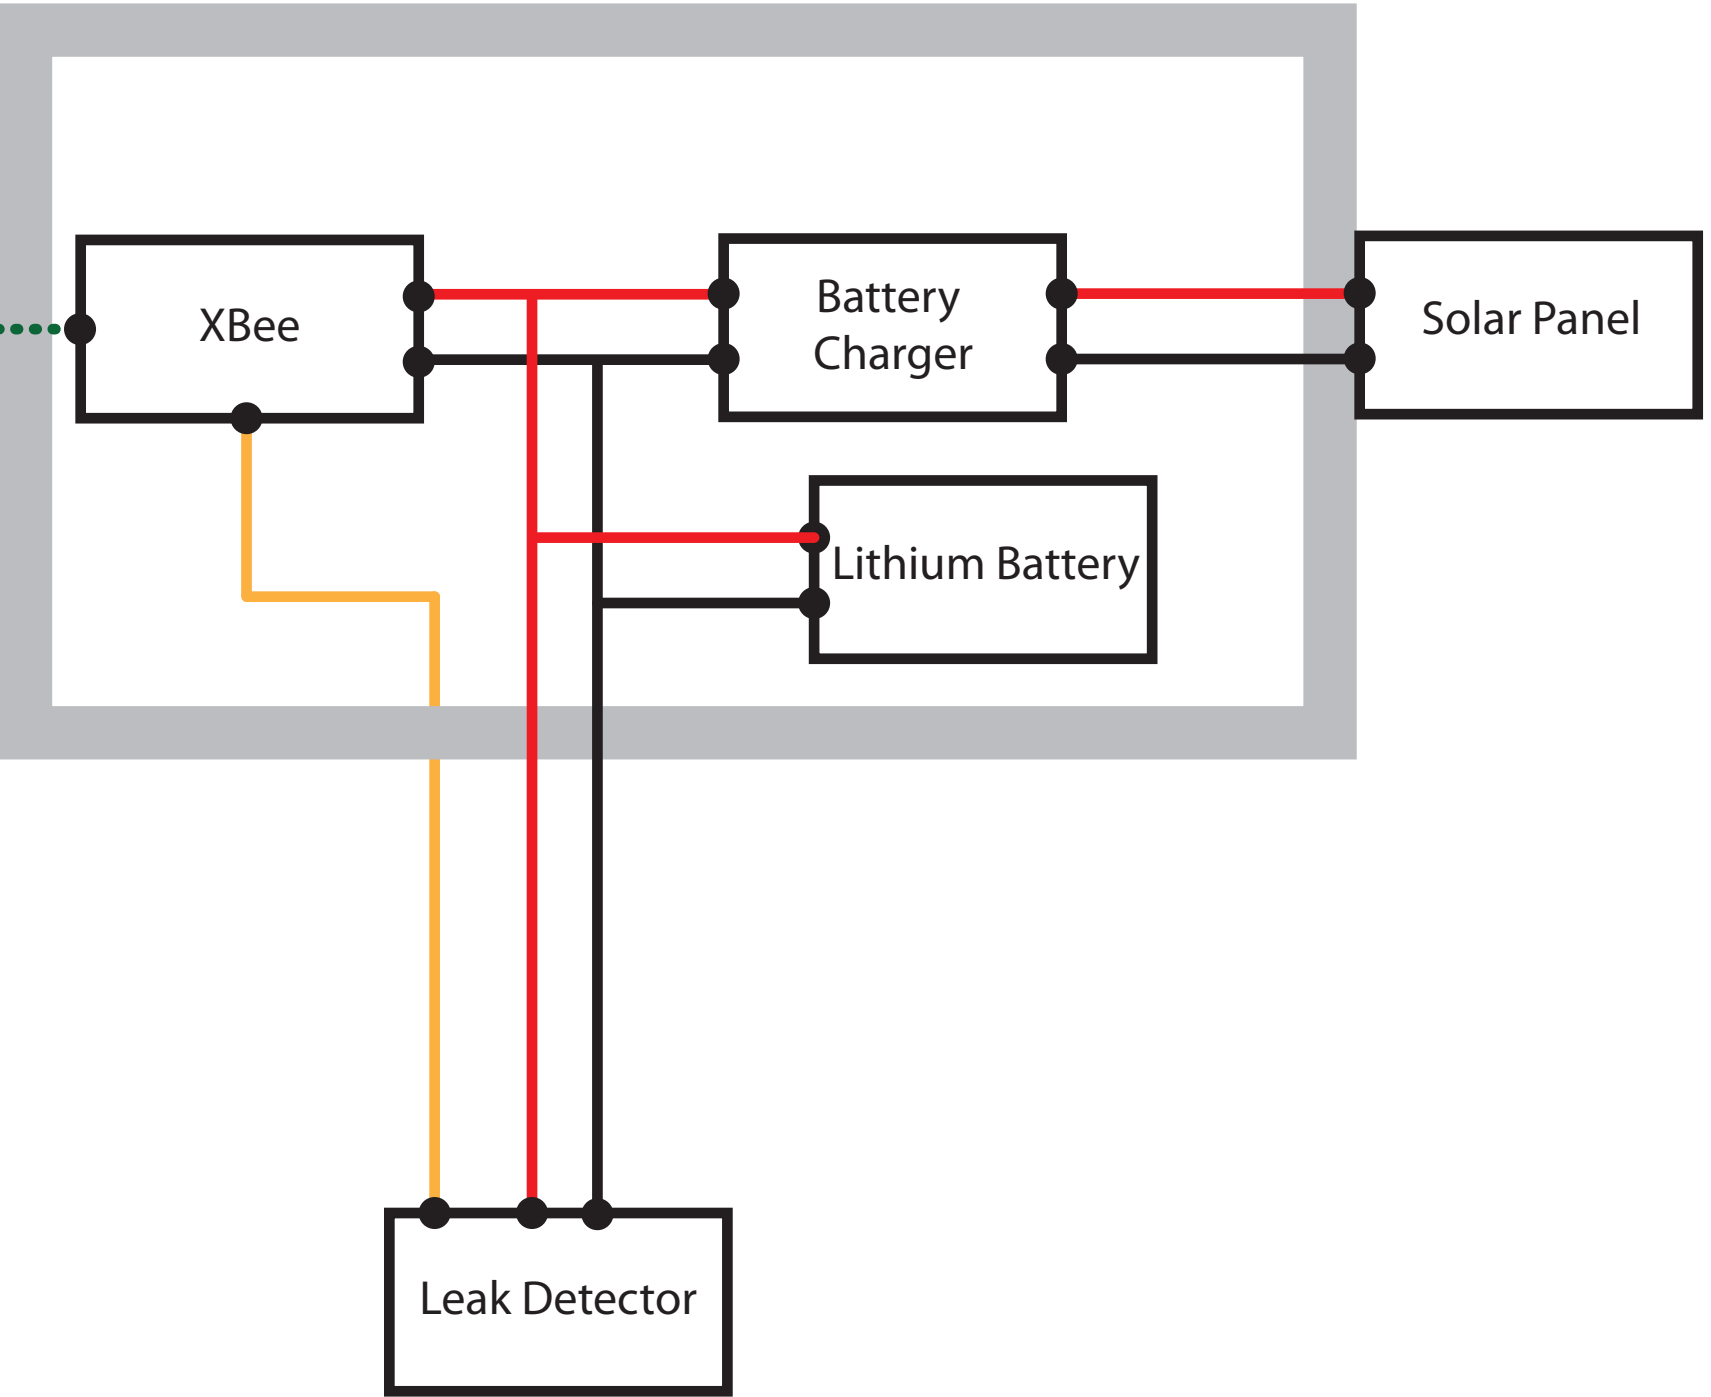 XBee
Battery
Charger
Solar Panel
Lithium Battery
Leak Detector